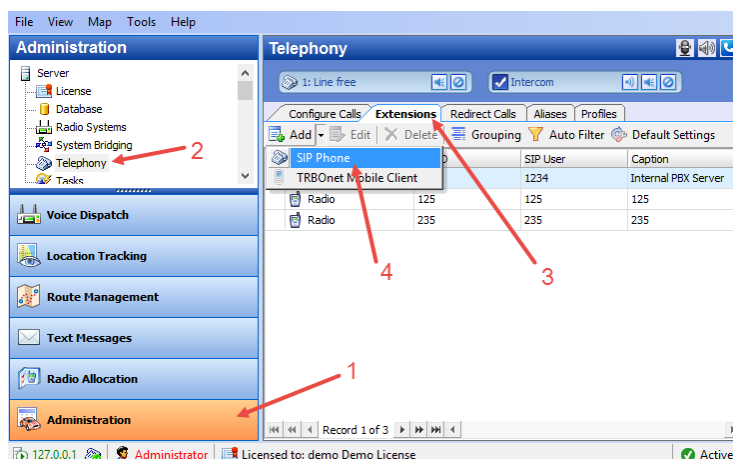 File View Map Tools Help
Administration
Server
License
Database
Radio Systems
System Bridging
Telephony
Tasks
2
Voice Dispatch
Location Tracking
Route Management
Text Messages
Radio Allocation
Administration
1
Telephony
1: Line free
Intercom
Configure Calls Extensions Redirect Calls Aliases Profiles
Add Edit Delete Grouping Auto Filter Default Settings
SIP Phone
TRBOnet Mobile Client
SIP User Caption
1234 Internal PBX Server
Radio 125 125 125
Radio 235 235 235
4
3
Record 1 of 3
127.0.0.1 Administrator Licensed to: demo Demo License Active